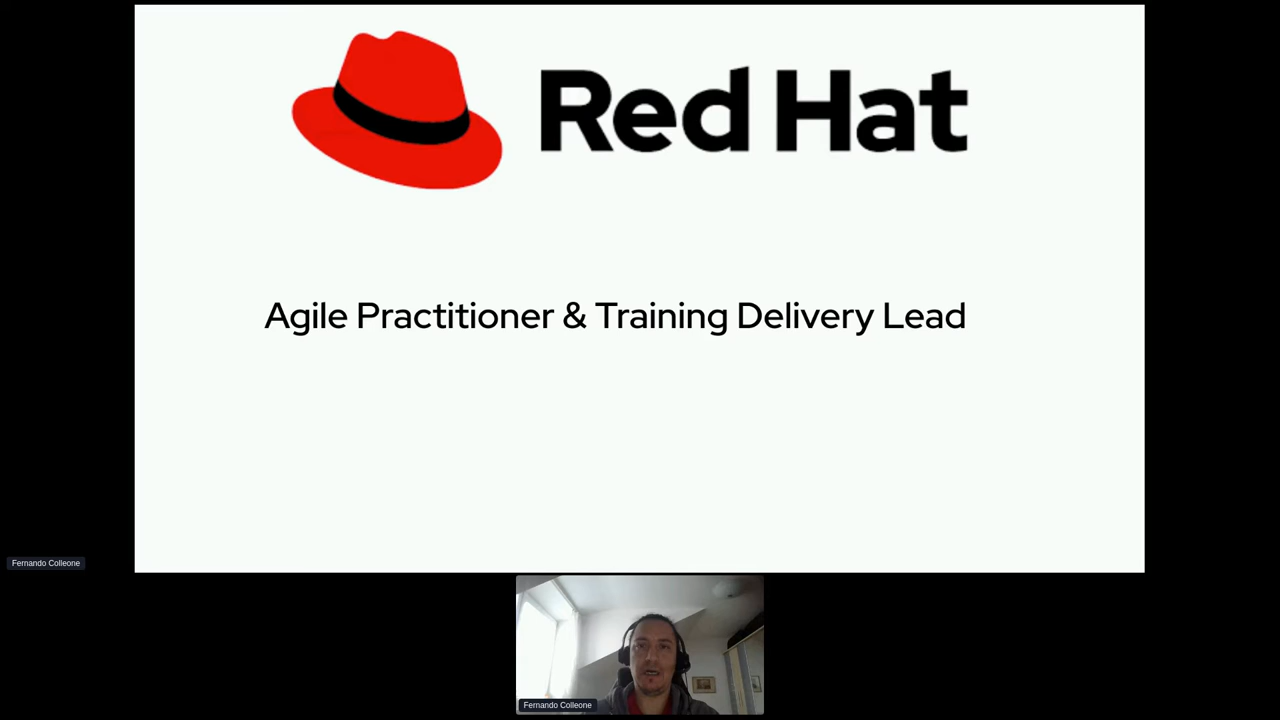 Red Hat
Agile Practitioner & Training Delivery Lead
Fernando Colleone
Fernando Colleone